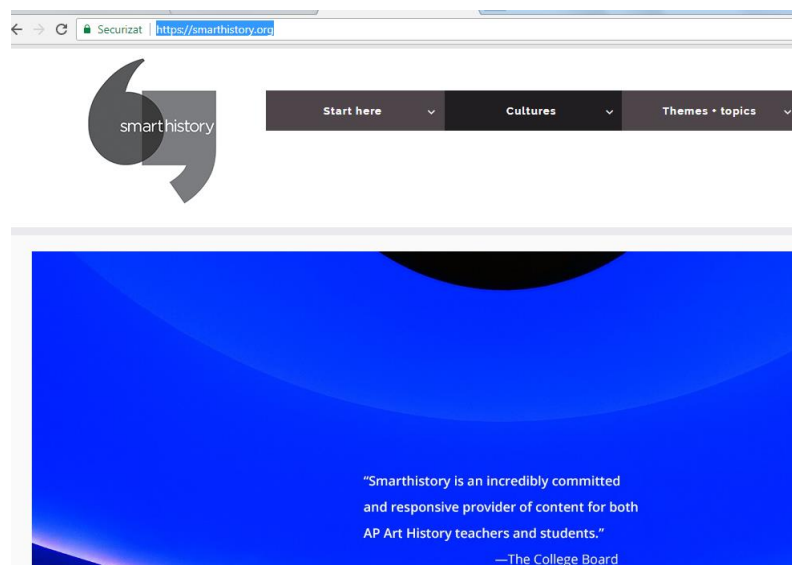 Securizat | https://smarthistory.org
smarthistory
Start here
Cultures
Themes + topics
“Smarthistory is an incredibly committed
and responsive provider of content for both
AP Art History teachers and students.”
—The College Board